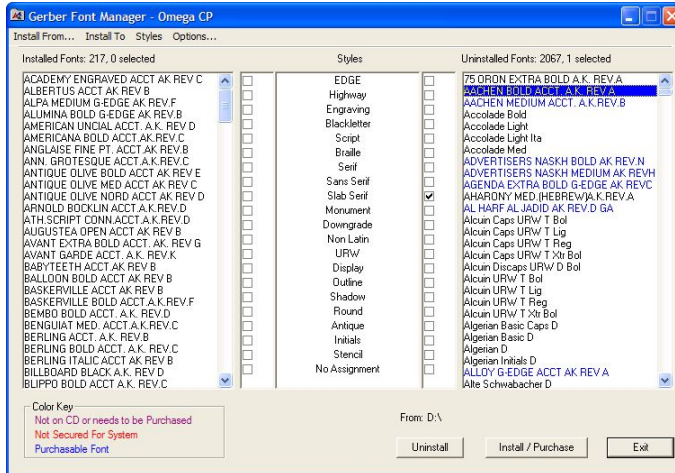 Gerber Font Manager - Omega CP
Install From... Install To Styles Options...
Installed Fonts: 217, 0 selected
Styles
Uninstalled Fonts: 2067, 1 selected
ACADEMY ENGRAVED ACCT AK REV C
ALBERTUS ACCT AK REV B
ALPA MEDIUM G-EDGE AK REV.F
ALUMINA BOLD G-EDGE AK REV.B
AMERICAN UNCIAL ACCT. A.K. REV D
AMERICANA BOLD ACCT. AK.REV.C
ANGLAISE FINE PT. ACCT AK REV.B
ANN. GROTESQUE ACCT.A.K.REV.C
ANTIQUE OLIVE BOLD ACCT AK REV E
ANTIQUE OLIVE MED ACCT AK REV C
ANTIQUE OLIVE NORD ACCT AK REV D
ARNOLD BOCKLIN ACCT.A.K.REV.D
ATH.SCRIPT CONN.ACCT.A.K.REV.D
AUGUSTEA OPEN ACCT AK REV B
AVANT EXTRA BOLD ACCT. AK. REV G
AVANT GARDE ACCT. A.K. REV.K
BABYTEETH ACCT.AK REV B
BALLOON BOLD ACCT AK REV B
BASKERVILLE ACCT AK REV B
BASKERVILLE BOLD ACCT.A.K.REV.F
BEMBO BOLD ACCT A.K. REV.D
BENGUIAT MED. ACCT.A.K. REV.C
BERLING ACCT. A.K. REV.B
BERLING BOLD ACCT. A.K. REV.C
BERLING ITALIC ACCT AK REV B
BILLBOARD BLACK A.K. REV D
BLIPPO BOLD ACCT A.K. REV.C
EDGE
Highway
Engraving
Blackletter
Script
Braille
Serif
Sans Serif
Slab Serif
Monument
Downgrade
Non Latin
URW
Display
Outline
Shadow
Round
Antique
Initials
Stencil
No Assignment
75 ORON EXTRA BOLD A.K. REV.A
AACHEN BOLD ACCT. A.K. REV.A
AACHEN MEDIUM ACCT. A.K.REV.B
Accolade Bold
Accolade Light
Accolade Light Ita
Accolade Med
ADVERTISERS NASKH BOLD AK REV.N
ADVERTISERS NASKH MEDIUM AK REVH
AGENDA EXTRA BOLD G-EDGE AK REVC
AHARONY MED.(HEBREW)A.K.REV.A
AL HARF AL JADID AK REV.D GA
Alcuin Caps URW T Bol
Alcuin Caps URW T Lig
Alcuin Caps URW T Reg
Alcuin Caps URW T Xtr Bol
Alcuin Discaps URW D Bol
Alcuin URW T Bol
Alcuin URW T Lig
Alcuin URW T Reg
Alcuin URW T Xtr Bol
Algerian Basic Caps D
Algerian Basic D
Algerian D
Algerian Initials D
ALLOY G-EDGE ACCT AK REV A
Alte Schwabacher D
Color Key
Not on CD or needs to be Purchased
Not Secured For System
Purchasable Font
From: D:\
Uninstall
Install / Purchase
Exit